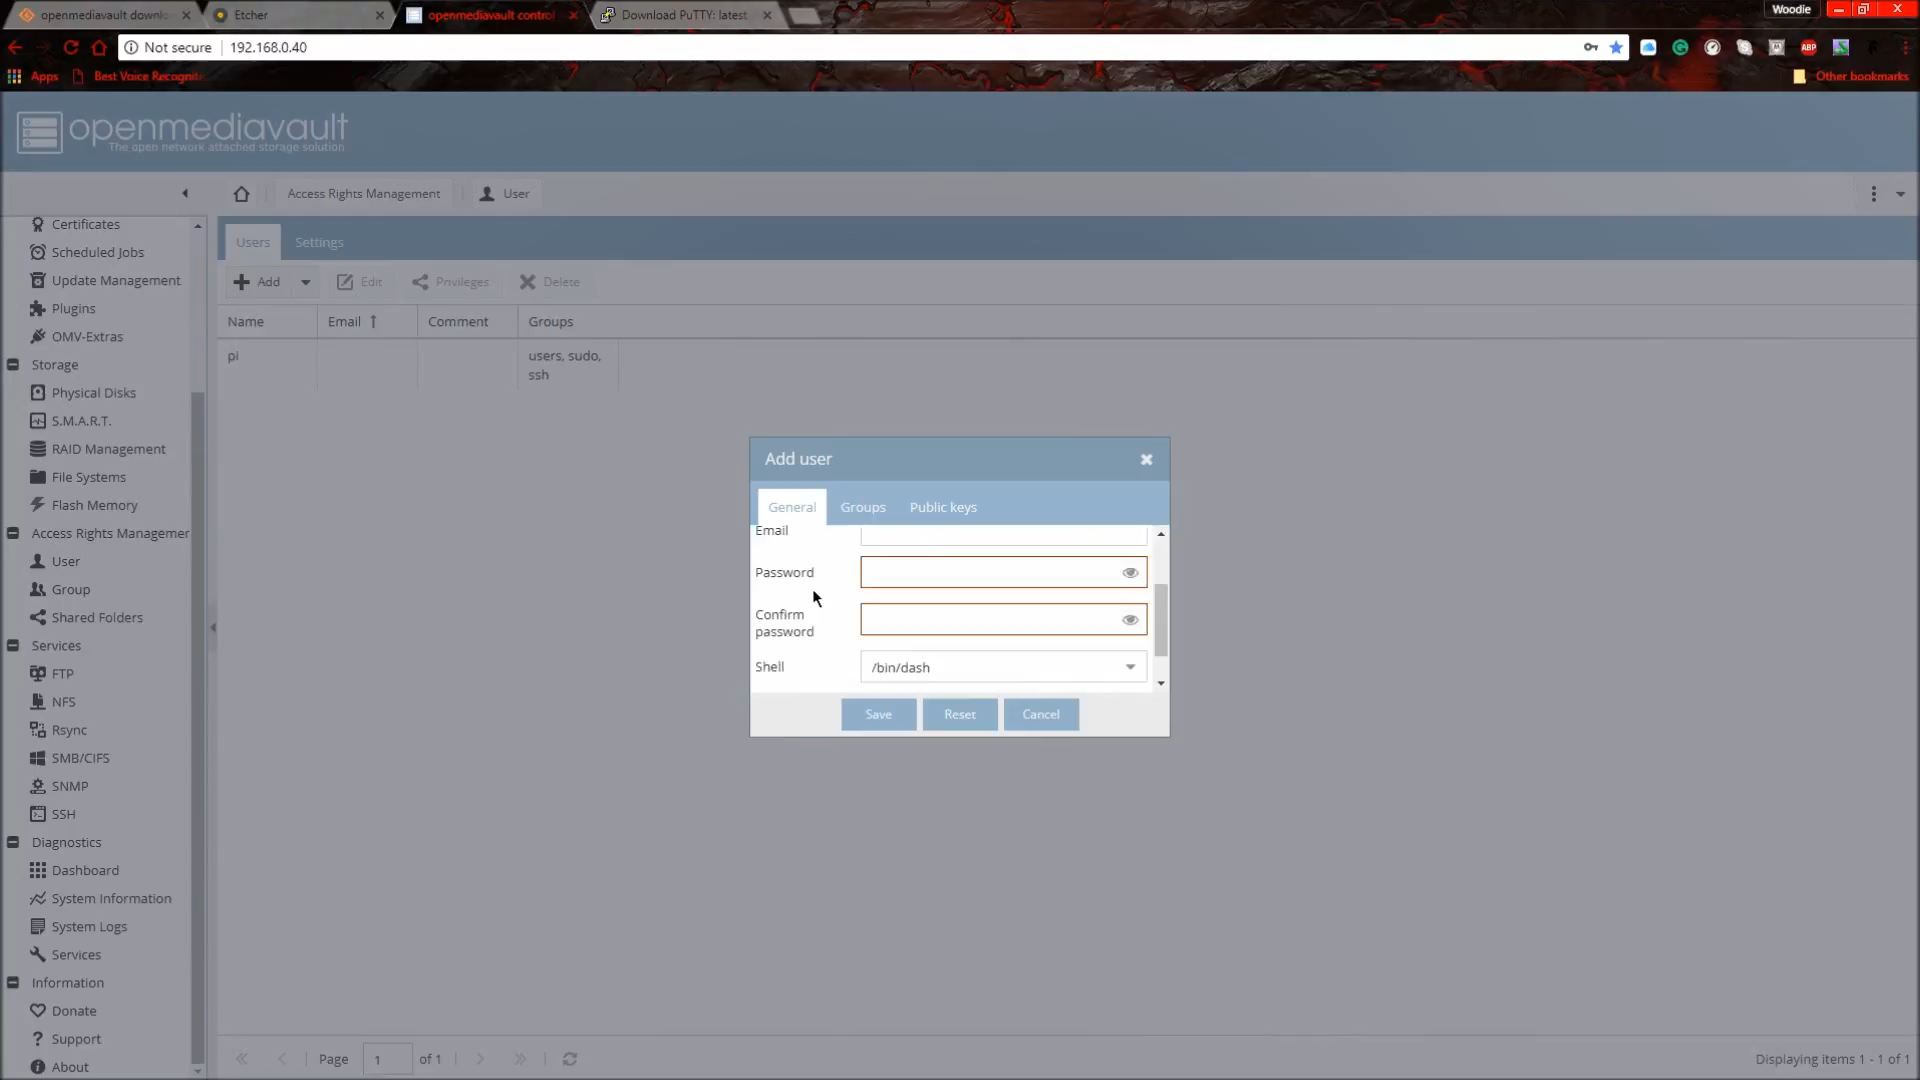 openmediavault downlo
Etcher
openmediavault control
Download PuTTY: latest
Woodie
Not secure
192.168.0.40
ABP
Apps
Best Voice Recogniti
Other bookmarks
openmediavault
The open network attached storage solution
Access Rights Management
User
Certificates
Scheduled Jobs
Update Management
Plugins
OMV-Extras
Storage
Physical Disks
S.M.A.R.T.
RAID Management
File Systems
Flash Memory
Access Rights Managemer
User
Group
Shared Folders
Services
FTP
NFS
Rsync
SMB/CIFS
SNMP
SSH
Diagnostics
Dashboard
System Information
System Logs
Services
Information
Donate
Support
About
Users
Settings
Add
Edit
Privileges
Delete
Name
Email
Comment
Groups
pi
users, sudo,
ssh
Add user
General
Groups
Public keys
Email
Password
Confirm
password
Shell
/bin/dash
Save
Reset
Cancel
Page
1
of 1
Displaying items 1 - 1 of 1